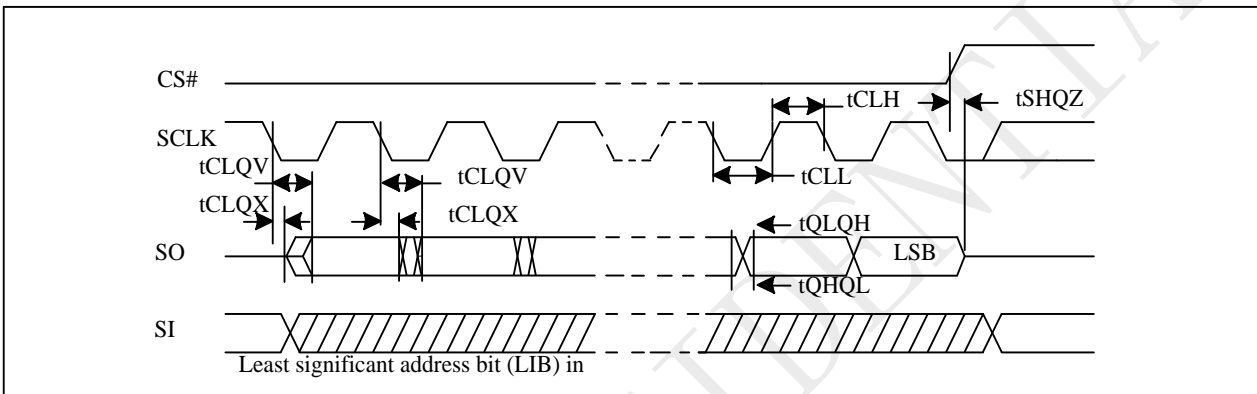 CS#
tCLH
tSHQZ
SCLK
tCLQV
tCLQV
tCLL
tCLQX
tCLQX
tQLQH
SO
LSB
tQHQL
SI
Least significant address bit (LIB) in